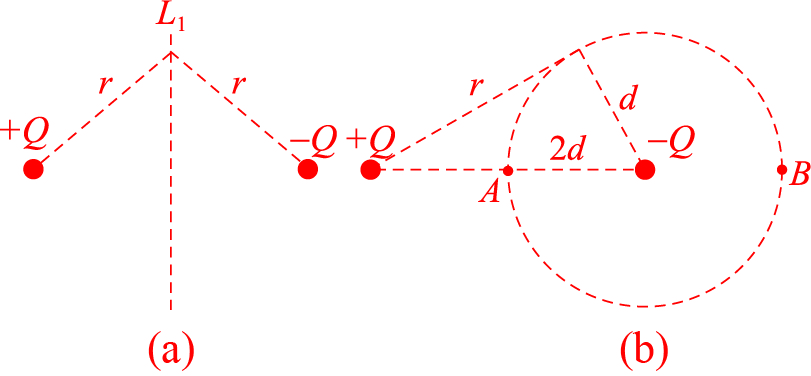 L₁
r r r d
+Q −Q +Q 2d −Q
A B
(a) (b)